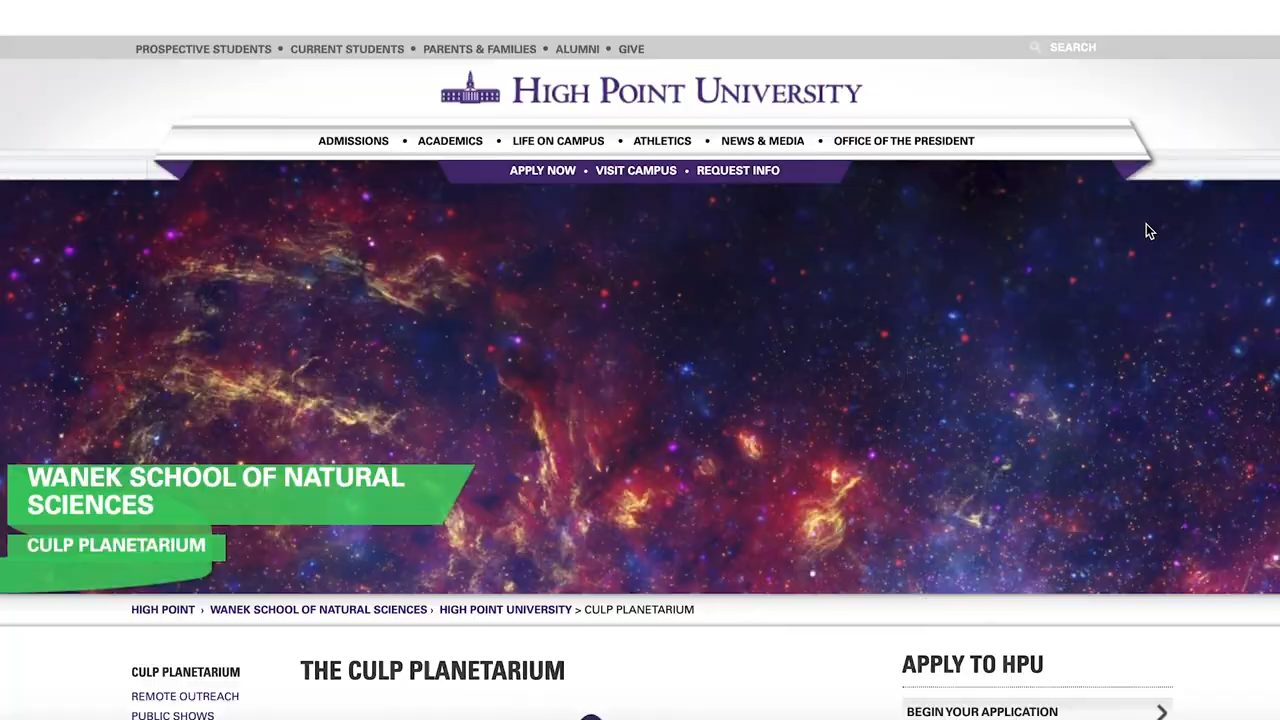 PROSPECTIVE STUDENTS • CURRENT STUDENTS • PARENTS & FAMILIES • ALUMNI • GIVE
SEARCH
HIGH POINT UNIVERSITY
ADMISSIONS • ACADEMICS • LIFE ON CAMPUS • ATHLETICS • NEWS & MEDIA • OFFICE OF THE PRESIDENT
APPLY NOW • VISIT CAMPUS • REQUEST INFO
WANEK SCHOOL OF NATURAL
SCIENCES
CULP PLANETARIUM
HIGH POINT › WANEK SCHOOL OF NATURAL SCIENCES › HIGH POINT UNIVERSITY > CULP PLANETARIUM
CULP PLANETARIUM
REMOTE OUTREACH
PUBLIC SHOWS
THE CULP PLANETARIUM
APPLY TO HPU
BEGIN YOUR APPLICATION